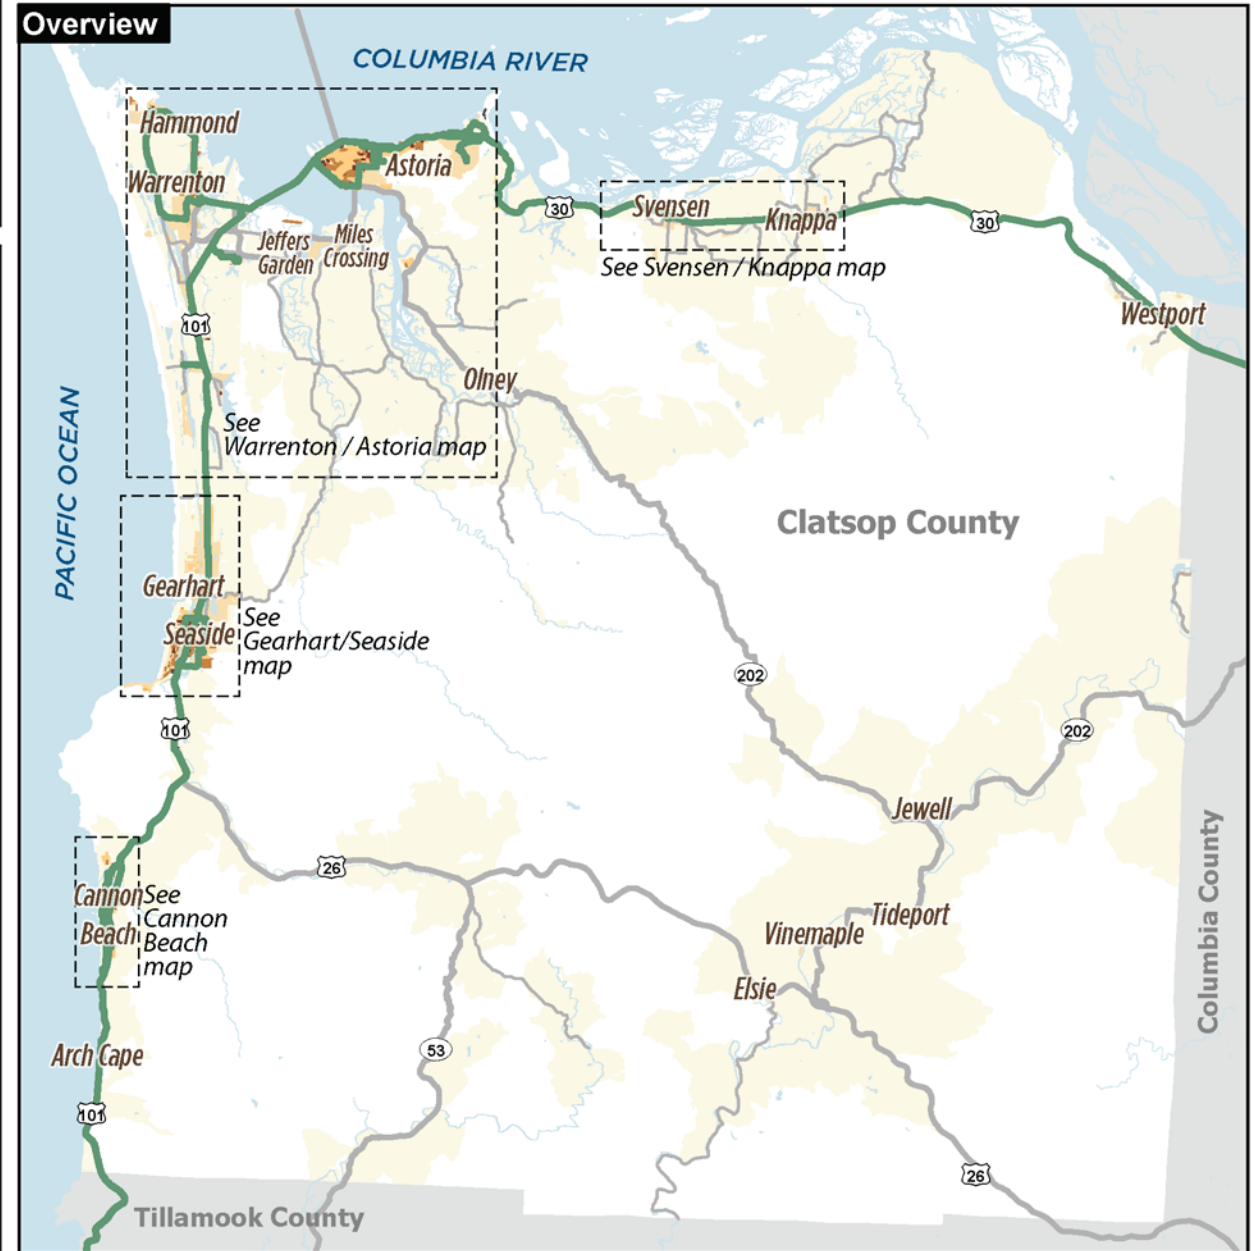 Overview
COLUMBIA RIVER
Hammond
Astoria
Warrenton
30
Svensen
Knappa
30
Jeffers
Garden
Miles
Crossing
See Svensen / Knappa map
Westport
101
Olney
PACIFIC OCEAN
See
Warrenton / Astoria map
Clatsop County
Gearhart
Seaside
See
Gearhart/Seaside
map
202
101
202
Jewell
26
Cannon
Beach
See
Cannon
Beach
map
Tideport
Vinemaple
Columbia County
Elsie
Arch Cape
53
101
26
Tillamook County